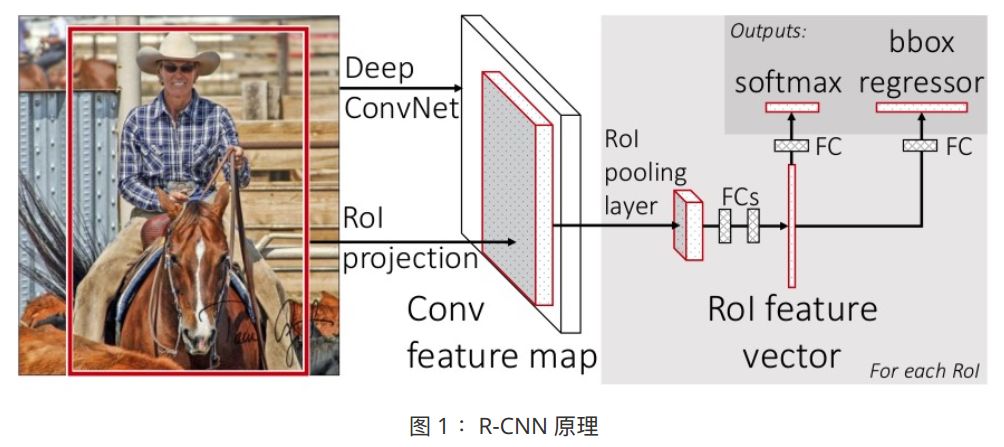 Deep
ConvNet
RoI
projection
Conv
feature map
RoI
pooling
layer
FCs
Outputs:
softmax
bbox
regressor
FC
FC
RoI feature
vector
For each RoI
图 1： R-CNN 原理